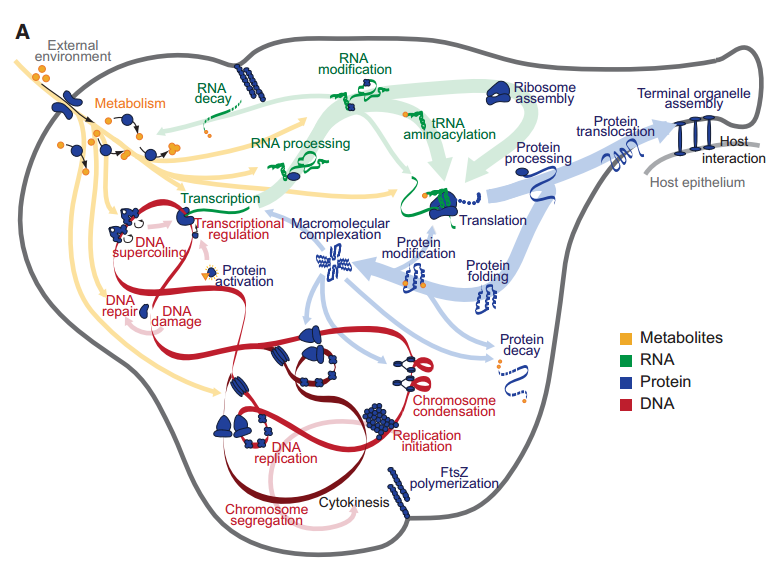 A
External
environment
Metabolism
RNA
decay
RNA
modification
Ribosome
assembly
Terminal organelle
assembly
tRNA
aminoacylation
Protein
translocation
RNA processing
Protein
processing
Host
interaction
Host epithelium
Transcription
Transcriptional
regulation
Macromolecular
complexation
Translation
DNA
supercoiling
Protein
modification
Protein
activation
Protein
folding
DNA
repair
DNA
damage
Protein
decay
Metabolites
RNA
Protein
DNA
Chromosome
condensation
Replication
initiation
DNA
replication
FtsZ
polymerization
Chromosome
segregation
Cytokinesis